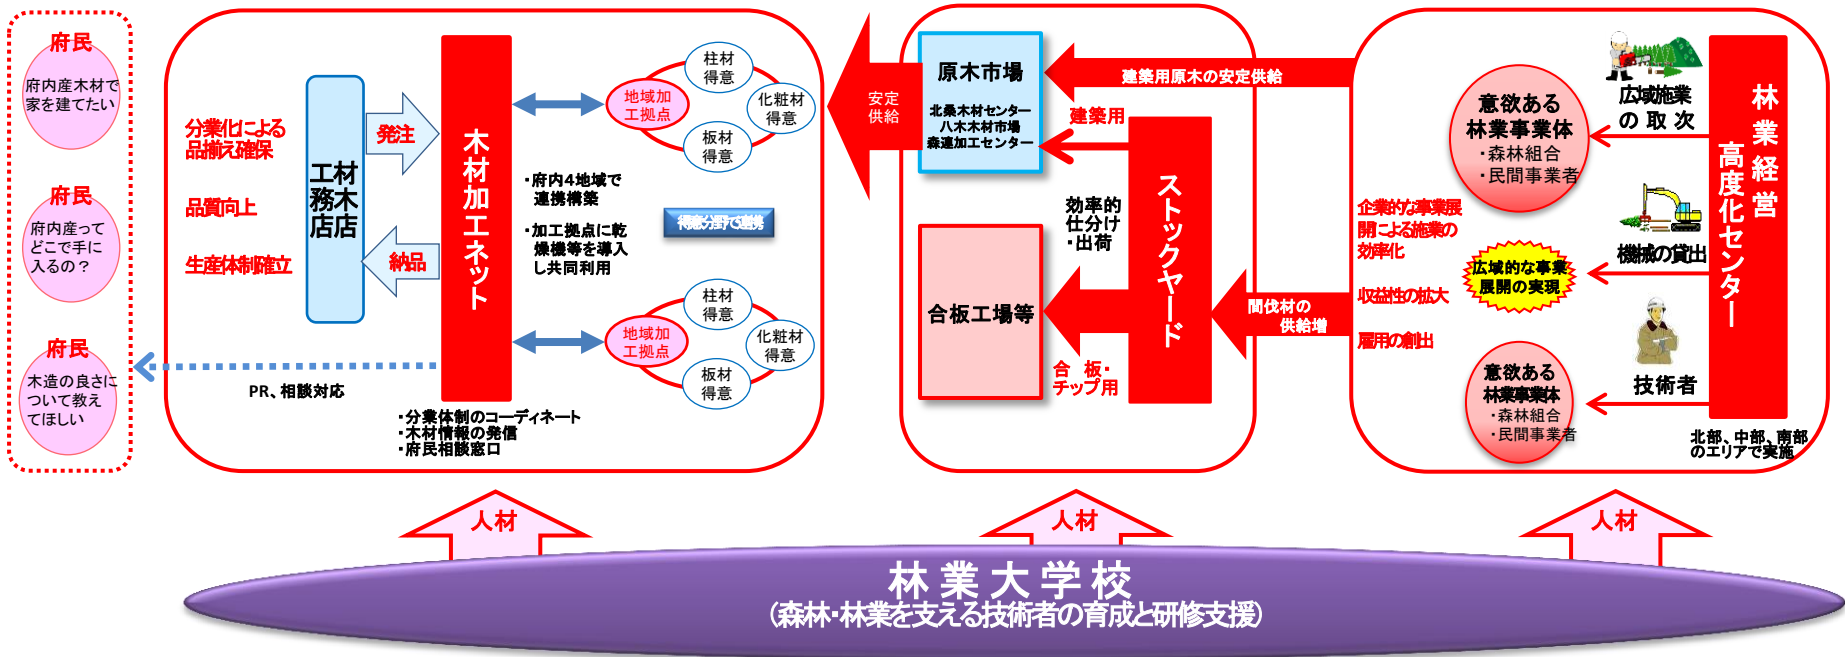 府民
府内産木材で
家を建てたい
府民
府内産って
どこで手に
入るの？
府民
木造の良さに
ついて教え
てほしい
分業化による
品揃え確保
品質向上
生産体制確立
工務店
材木店
発注
納品
PR、相談対応
木材加工ネット
・分業体制のコーディネート
・木材情報の発信
・府民相談窓口
・府内4地域で
連携構築
・加工拠点に乾
燥機等を導入
し共同利用
地域加
工拠点
柱材
得意
化粧材
得意
板材
得意
得意分野で連携
地域加
工拠点
柱材
得意
化粧材
得意
板材
得意
安定
供給
原木市場
北桑木材センター
八木木材市場
森連加工センター
合板工場等
建築用原木の安定供給
建築用
効率的
仕分け
・出荷
合 板・
チップ用
ストックヤード
間伐材の
供給増
企業的な事業展
開による施業の
効率化
収益性の拡大
雇用の創出
意欲ある
林業事業体
・森林組合
・民間事業者
広域的な事業
展開の実現
意欲ある
林業事業体
・森林組合
・民間事業者
広域施業
の 取 次
機械の貸出
技術者
林業経営
高度化センター
北部、中部、南部
のエリアで実施
人材
人材
人材
林 業 大 学 校
（森林・林業を支える技術者の育成と研修支援）